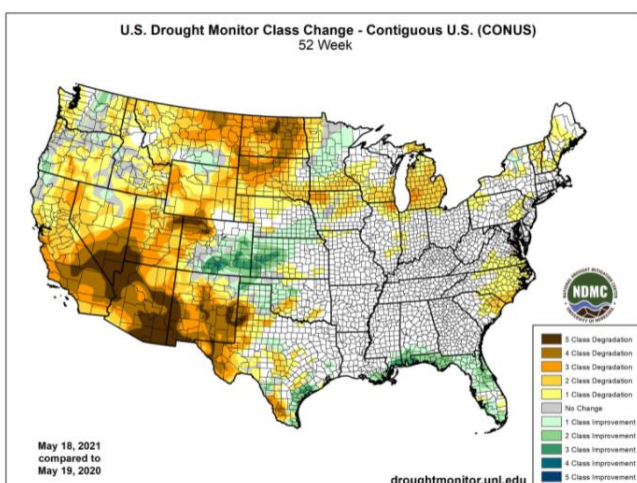 U.S. Drought Monitor Class Change - Contiguous U.S. (CONUS)
52 Week
NDMC
5 Class Degradation
4 Class Degradation
3 Class Degradation
2 Class Degradation
1 Class Degradation
No Change
1 Class Improvement
2 Class Improvement
3 Class Improvement
4 Class Improvement
5 Class Improvement
May 18, 2021
compared to
May 19, 2020
droughtmonitor.unl.edu